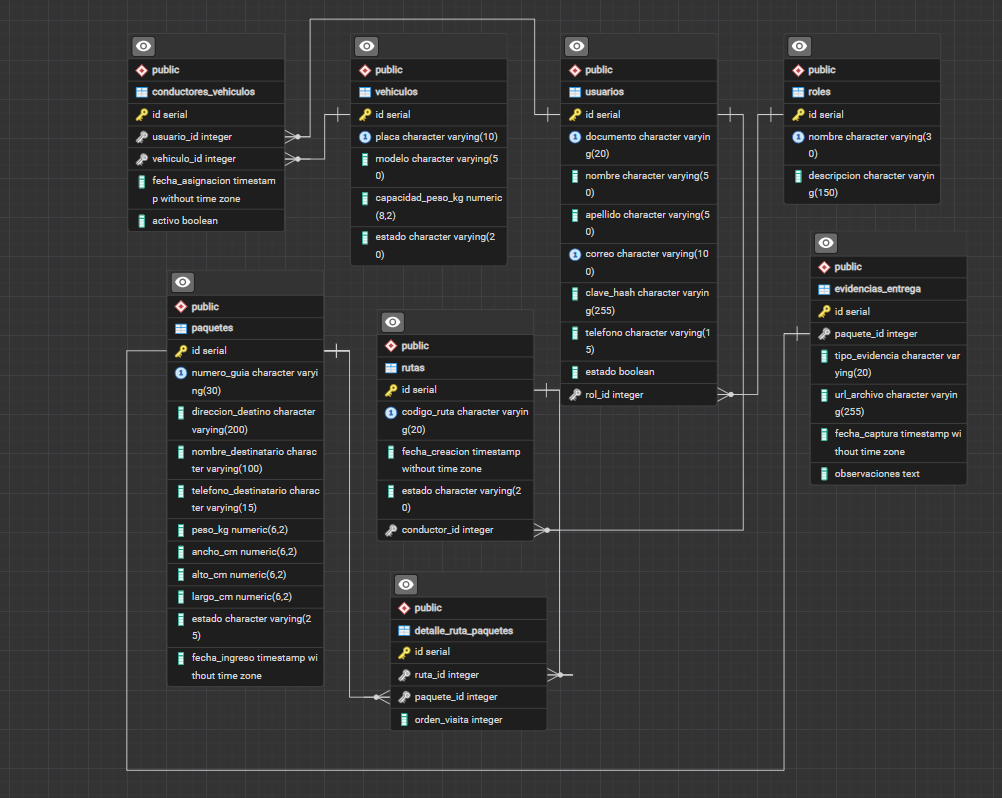 public
conductores_vehiculos
id serial
usuario_id integer
vehiculo_id integer
fecha_asignacion timestam
p without time zone
activo boolean
public
vehiculos
id serial
placa character varying(10)
modelo character varying(5
0)
capacidad_peso_kg numeric
(8,2)
estado character varying(2
0)
public
usuarios
id serial
documento character varyin
g(20)
nombre character varying(5
0)
apellido character varying(5
0)
correo character varying(10
0)
clave_hash character varyin
g(255)
telefono character varying(1
5)
estado boolean
rol_id integer
public
roles
id serial
nombre character varying(3
0)
descripcion character varyin
g(150)
public
evidencias_entrega
id serial
paquete_id integer
tipo_evidencia character var
ying(20)
url_archivo character varyin
g(255)
fecha_captura timestamp wi
thout time zone
observaciones text
public
paquetes
id serial
numero_guia character varyi
ng(30)
direccion_destino character
varying(200)
nombre_destinatario charac
ter varying(100)
telefono_destinatario charac
ter varying(15)
peso_kg numeric(6,2)
ancho_cm numeric(6,2)
alto_cm numeric(6,2)
largo_cm numeric(6,2)
estado character varying(2
5)
fecha_ingreso timestamp wi
thout time zone
public
rutas
id serial
codigo_ruta character varyin
g(20)
fecha_creacion timestamp
without time zone
estado character varying(2
0)
conductor_id integer
public
detalle_ruta_paquetes
id serial
ruta_id integer
paquete_id integer
orden_visita integer